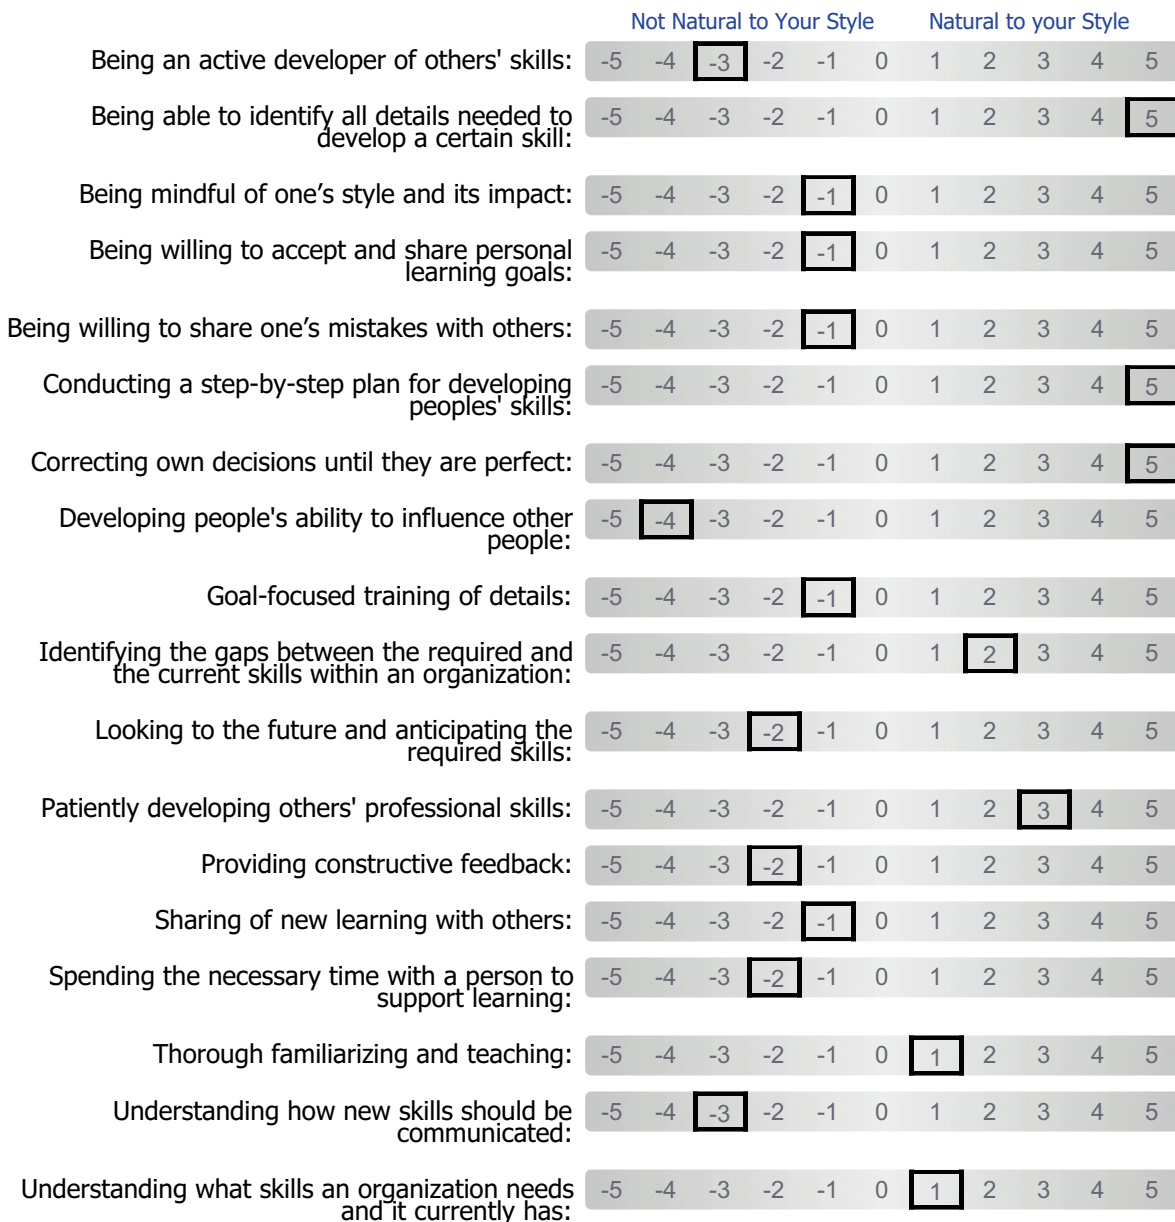 Not Natural to Your Style Natural to your Style
Being an active developer of others' skills: -5 -4 -3 -2 -1 0 1 2 3 4 5
Being able to identify all details needed to
develop a certain skill: -5 -4 -3 -2 -1 0 1 2 3 4 5
Being mindful of one’s style and its impact: -5 -4 -3 -2 -1 0 1 2 3 4 5
Being willing to accept and share personal
learning goals: -5 -4 -3 -2 -1 0 1 2 3 4 5
Being willing to share one’s mistakes with others: -5 -4 -3 -2 -1 0 1 2 3 4 5
Conducting a step-by-step plan for developing
peoples' skills: -5 -4 -3 -2 -1 0 1 2 3 4 5
Correcting own decisions until they are perfect: -5 -4 -3 -2 -1 0 1 2 3 4 5
Developing people's ability to influence other
people: -5 -4 -3 -2 -1 0 1 2 3 4 5
Goal-focused training of details: -5 -4 -3 -2 -1 0 1 2 3 4 5
Identifying the gaps between the required and
the current skills within an organization: -5 -4 -3 -2 -1 0 1 2 3 4 5
Looking to the future and anticipating the
required skills: -5 -4 -3 -2 -1 0 1 2 3 4 5
Patiently developing others' professional skills: -5 -4 -3 -2 -1 0 1 2 3 4 5
Providing constructive feedback: -5 -4 -3 -2 -1 0 1 2 3 4 5
Sharing of new learning with others: -5 -4 -3 -2 -1 0 1 2 3 4 5
Spending the necessary time with a person to
support learning: -5 -4 -3 -2 -1 0 1 2 3 4 5
Thorough familiarizing and teaching: -5 -4 -3 -2 -1 0 1 2 3 4 5
Understanding how new skills should be
communicated: -5 -4 -3 -2 -1 0 1 2 3 4 5
Understanding what skills an organization needs
and it currently has: -5 -4 -3 -2 -1 0 1 2 3 4 5